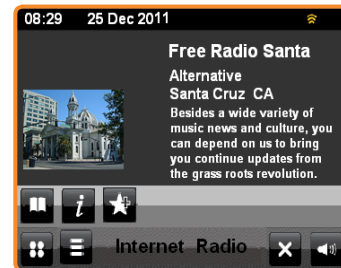 08:29 25 Dec 2011
Free Radio Santa
Alternative
Santa Cruz CA
Besides a wide variety of
music news and culture, you
can depend on us to bring
you continue updates from
the grass roots revolution.
i
Internet Radio
X